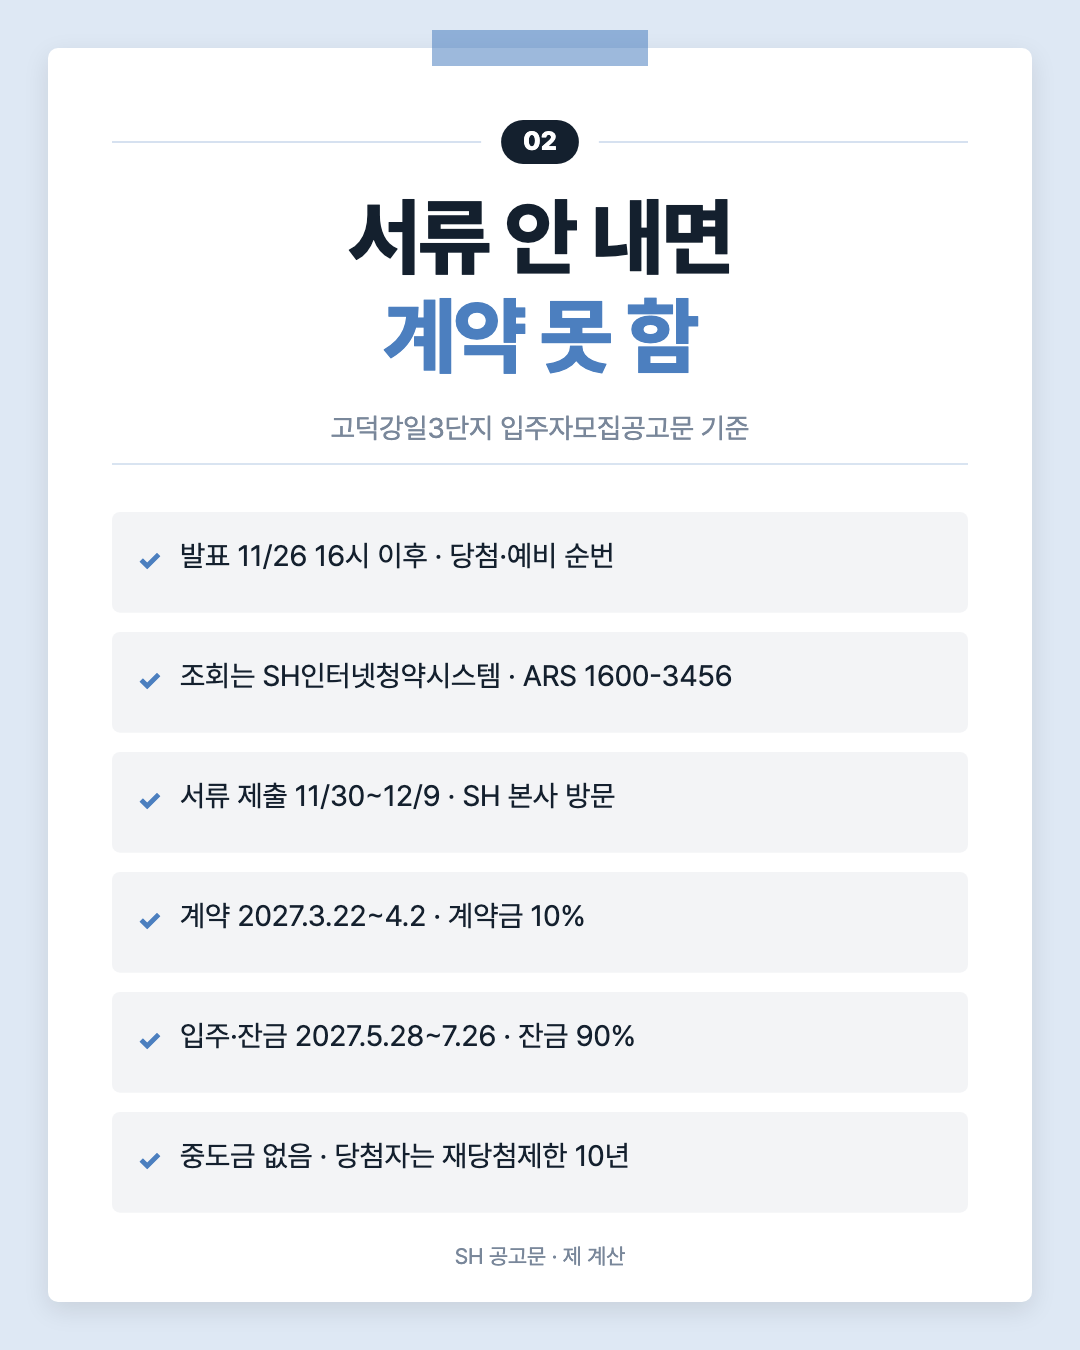 02
서류 안 내면
계약 못 함
고덕강일3단지 입주자모집공고문 기준
발표 11/26 16시 이후 · 당첨·예비 순번
조회는 SH인터넷청약시스템 · ARS 1600-3456
서류 제출 11/30~12/9 · SH 본사 방문
계약 2027.3.22~4.2 · 계약금 10%
입주·잔금 2027.5.28~7.26 · 잔금 90%
중도금 없음 · 당첨자는 재당첨제한 10년
SH 공고문 · 제 계산